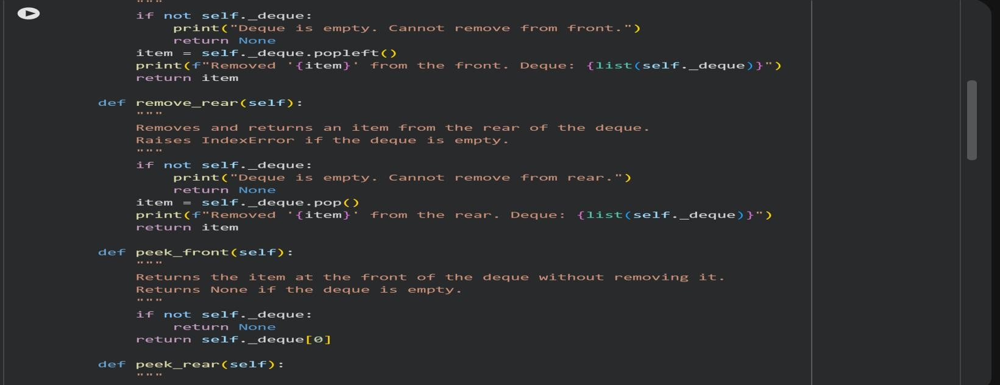 """
if not self._deque:
    print("Deque is empty. Cannot remove from front.")
    return None
item = self._deque.popleft()
print(f"Removed '{item}' from the front. Deque: {list(self._deque)}")
return item

def remove_rear(self):
    """
    Removes and returns an item from the rear of the deque.
    Raises IndexError if the deque is empty.
    """
    if not self._deque:
        print("Deque is empty. Cannot remove from rear.")
        return None
    item = self._deque.pop()
    print(f"Removed '{item}' from the rear. Deque: {list(self._deque)}")
    return item

def peek_front(self):
    """
    Returns the item at the front of the deque without removing it.
    Returns None if the deque is empty.
    """
    if not self._deque:
        return None
    return self._deque[0]

def peek_rear(self):
    """